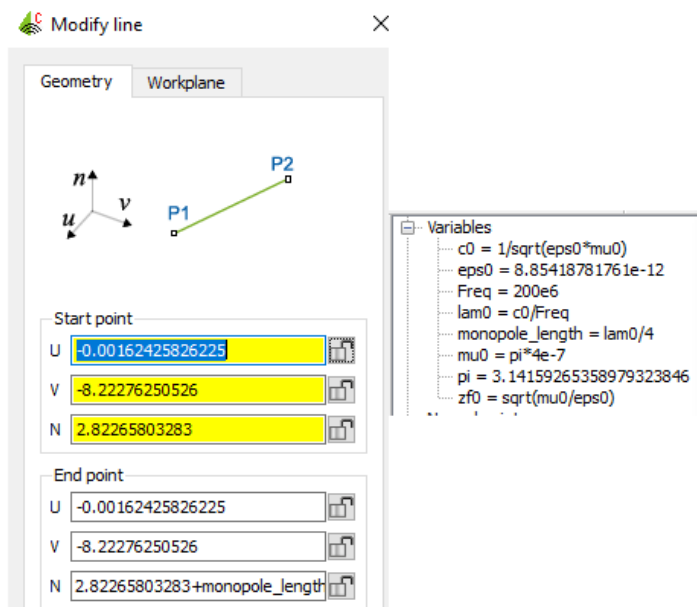 Modify line
Geometry
Workplane
n
v
u
P1
P2
Start point
U -0.00162425826225
V -8.22276250526
N 2.82265803283
End point
U -0.00162425826225
V -8.22276250526
N 2.82265803283+monopole_length
Variables
c0 = 1/sqrt(eps0*mu0)
eps0 = 8.85418781761e-12
Freq = 200e6
lam0 = c0/Freq
monopole_length = lam0/4
mu0 = pi*4e-7
pi = 3.14159265358979323846
zf0 = sqrt(mu0/eps0)